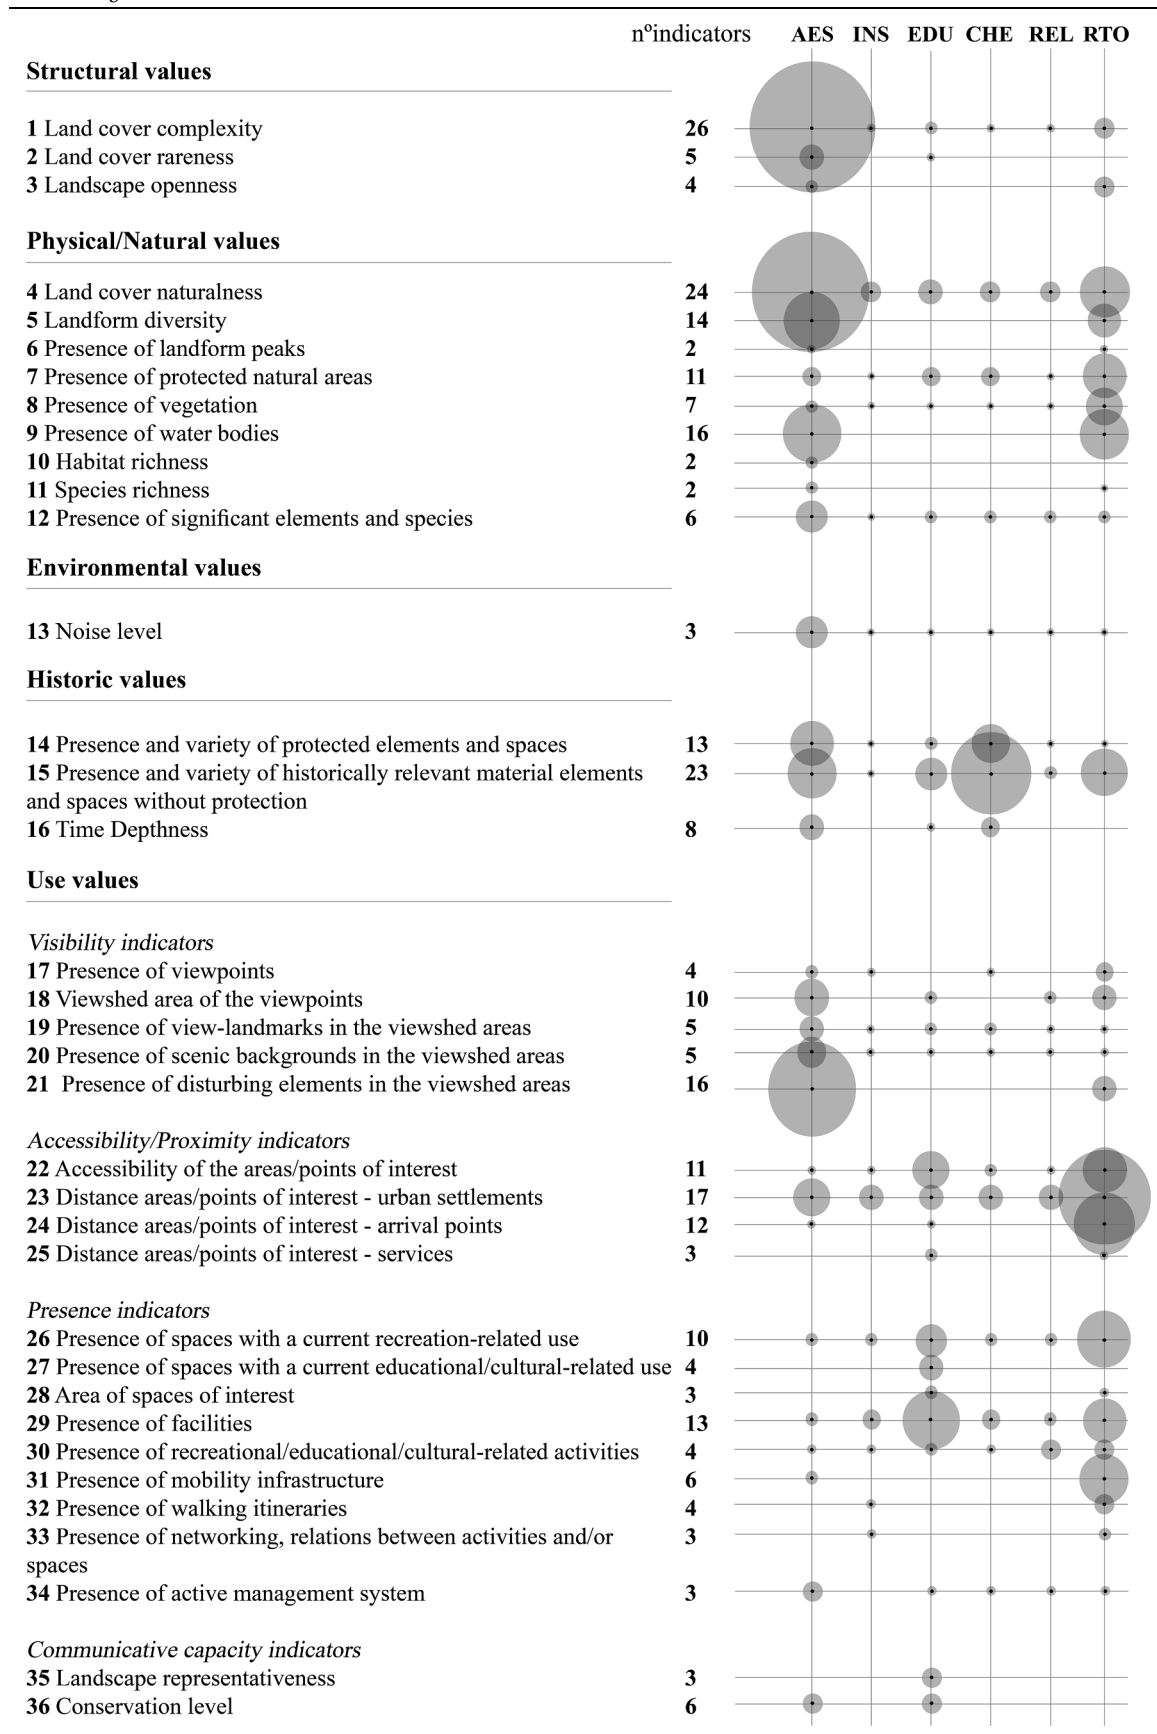 nºindicators AES INS EDU CHE REL RTO
Structural values
1 Land cover complexity 26
2 Land cover rareness 5
3 Landscape openness 4
Physical/Natural values
4 Land cover naturalness 24
5 Landform diversity 14
6 Presence of landform peaks 2
7 Presence of protected natural areas 11
8 Presence of vegetation 7
9 Presence of water bodies 16
10 Habitat richness 2
11 Species richness 2
12 Presence of significant elements and species 6
Environmental values
13 Noise level 3
Historic values
14 Presence and variety of protected elements and spaces 13
15 Presence and variety of historically relevant material elements 23
and spaces without protection
16 Time Depthness 8
Use values
Visibility indicators
17 Presence of viewpoints 4
18 Viewshed area of the viewpoints 10
19 Presence of view-landmarks in the viewshed areas 5
20 Presence of scenic backgrounds in the viewshed areas 5
21 Presence of disturbing elements in the viewshed areas 16
Accessibility/Proximity indicators
22 Accessibility of the areas/points of interest 11
23 Distance areas/points of interest - urban settlements 17
24 Distance areas/points of interest - arrival points 12
25 Distance areas/points of interest - services 3
Presence indicators
26 Presence of spaces with a current recreation-related use 10
27 Presence of spaces with a current educational/cultural-related use 4
28 Area of spaces of interest 3
29 Presence of facilities 13
30 Presence of recreational/educational/cultural-related activities 4
31 Presence of mobility infrastructure 6
32 Presence of walking itineraries 4
33 Presence of networking, relations between activities and/or 3
spaces
34 Presence of active management system 3
Communicative capacity indicators
35 Landscape representativeness 3
36 Conservation level 6